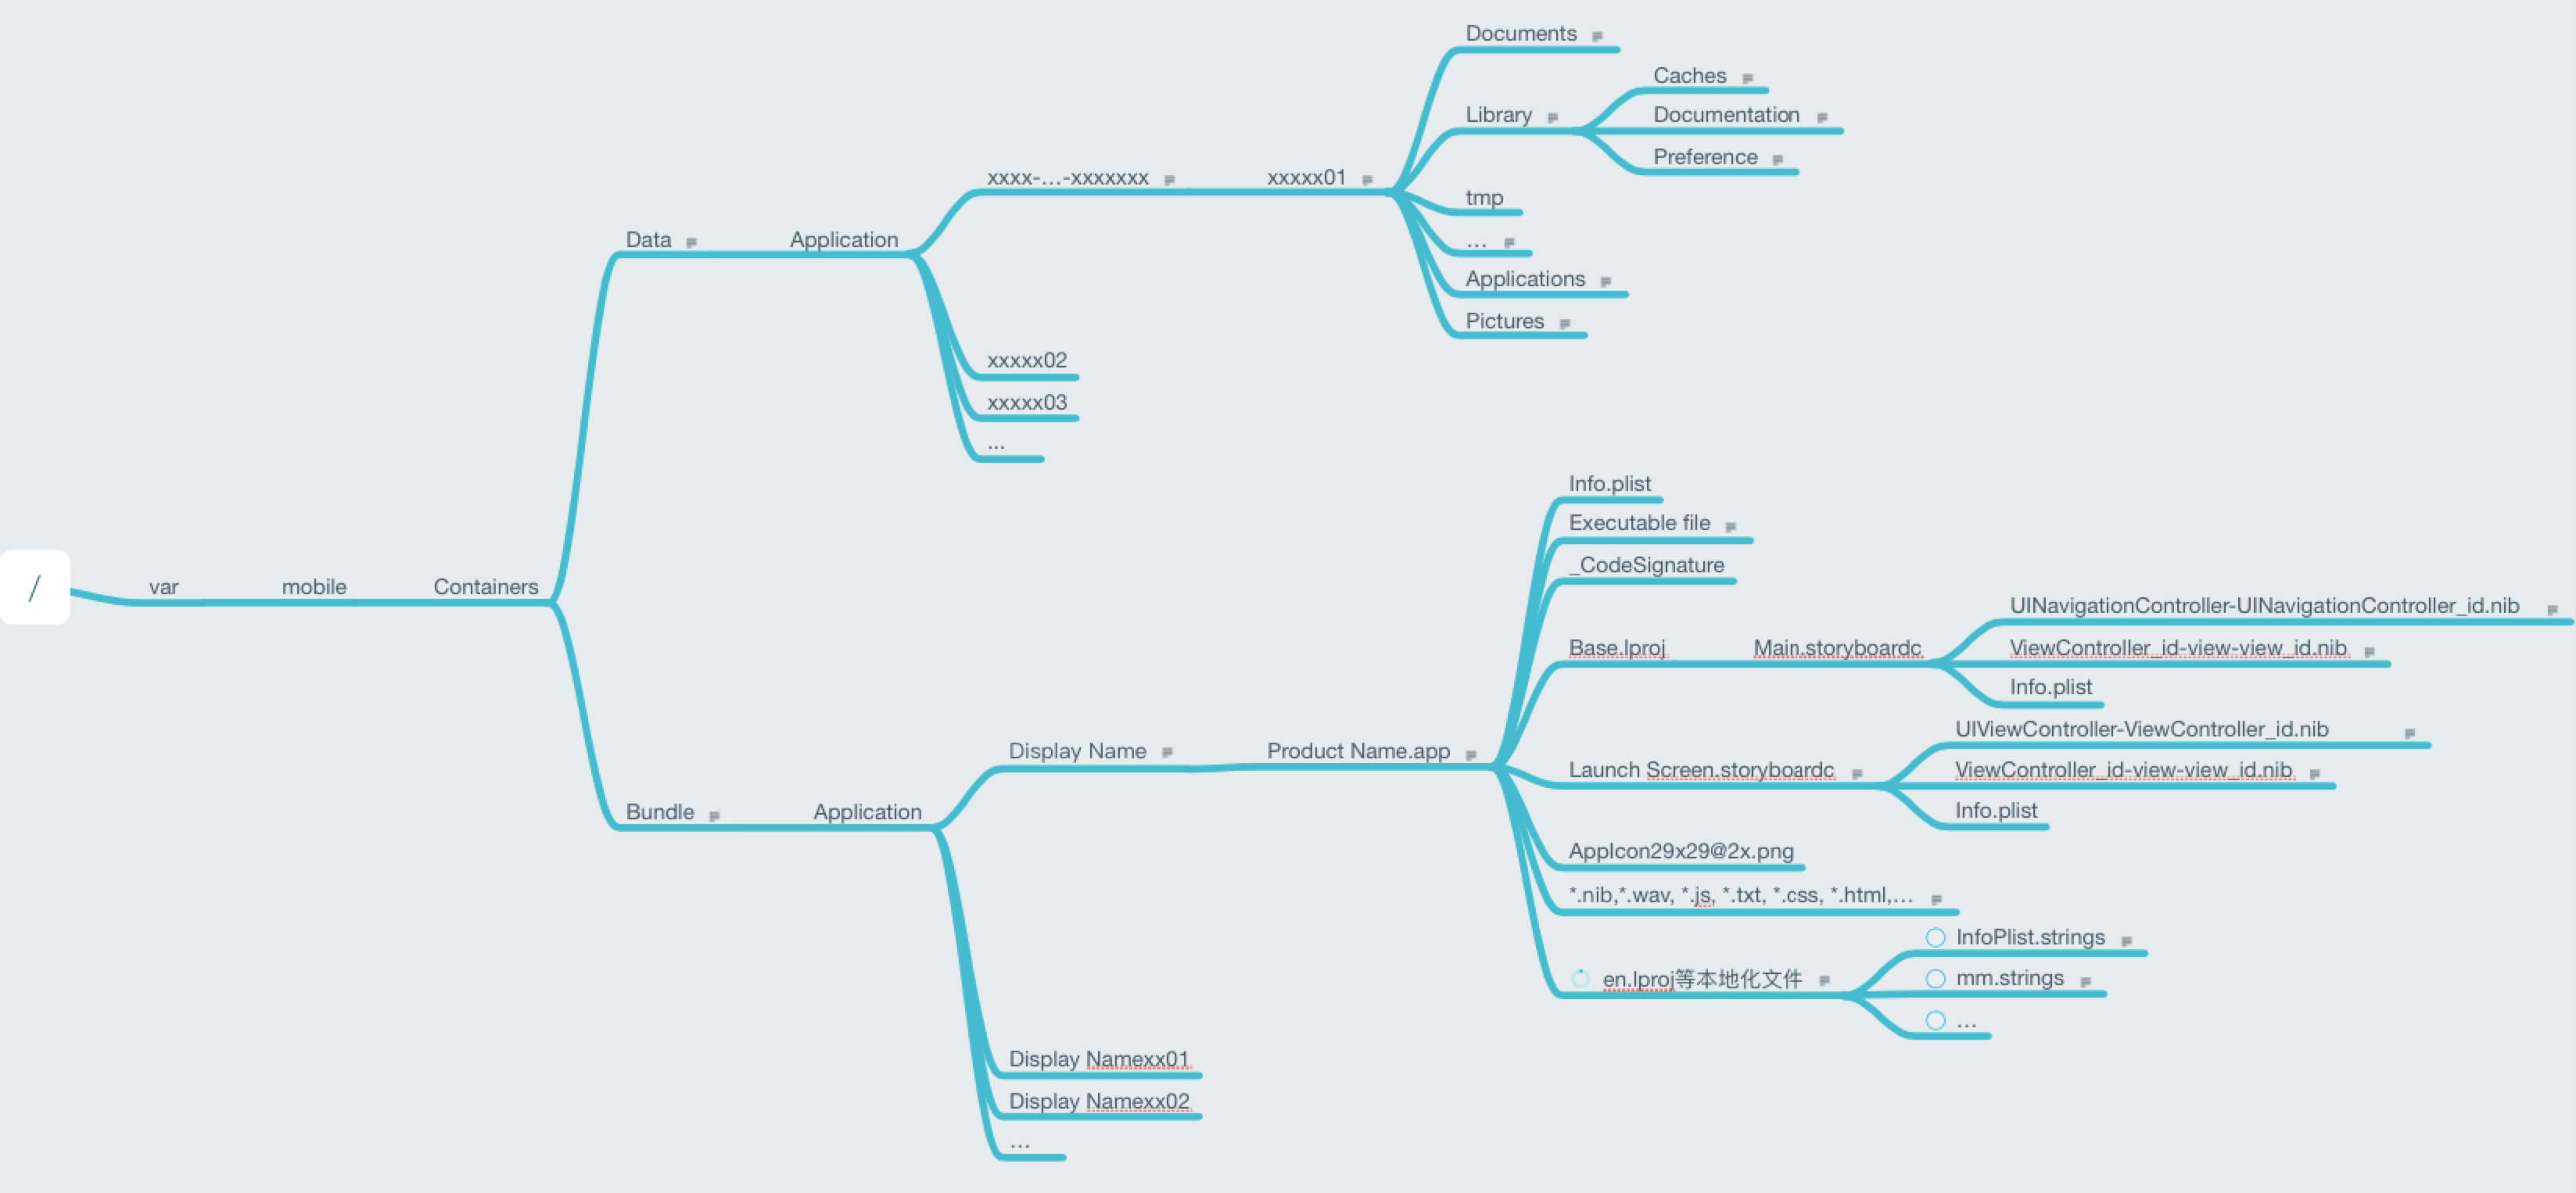 /
var
mobile
Containers
Data
Application
xxxx-...-xxxxxxx
xxxxx01
Documents
Library
Caches
Documentation
Preference
tmp
...
Applications
Pictures
xxxxx02
xxxxx03
...
Bundle
Application
Display Name
Product Name.app
Info.plist
Executable file
_CodeSignature
Base.lproj
Main.storyboardc
UINavigationController-UINavigationController_id.nib
ViewController_id-view-view_id.nib
Info.plist
Launch Screen.storyboardc
UIViewController-ViewController_id.nib
ViewController_id-view-view_id.nib
Info.plist
AppIcon29x29@2x.png
*.nib,*.wav, *.js, *.txt, *.css, *.html,...
en.lproj等本地化文件
InfoPlist.strings
mm.strings
...
Display Namexx01
Display Namexx02
...